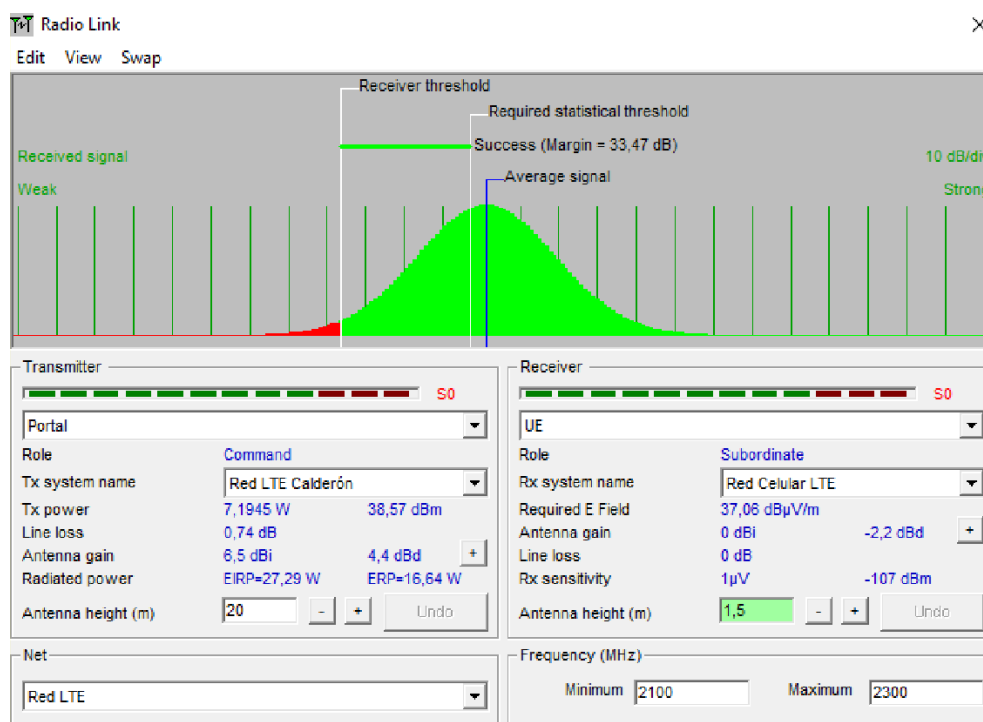 Radio Link
Edit View Swap
Receiver threshold
Required statistical threshold
Success (Margin = 33,47 dB)
Received signal
10 dB/div
Average signal
Weak
Strong
Transmitter
S0
Portal
Role Command
Tx system name Red LTE Calderón
Tx power 7,1945 W 38,57 dBm
Line loss 0,74 dB
Antenna gain 6,5 dBi 4,4 dBd +
Radiated power EIRP=27,29 W ERP=16,64 W
Antenna height (m) 20 - + Undo
Net
Red LTE
Receiver
S0
UE
Role Subordinate
Rx system name Red Celular LTE
Required E Field 37,06 dBµV/m
Antenna gain 0 dBi -2,2 dBd +
Line loss 0 dB
Rx sensitivity 1µV -107 dBm
Antenna height (m) 1,5 - + Undo
Frequency (MHz)
Minimum 2100 Maximum 2300